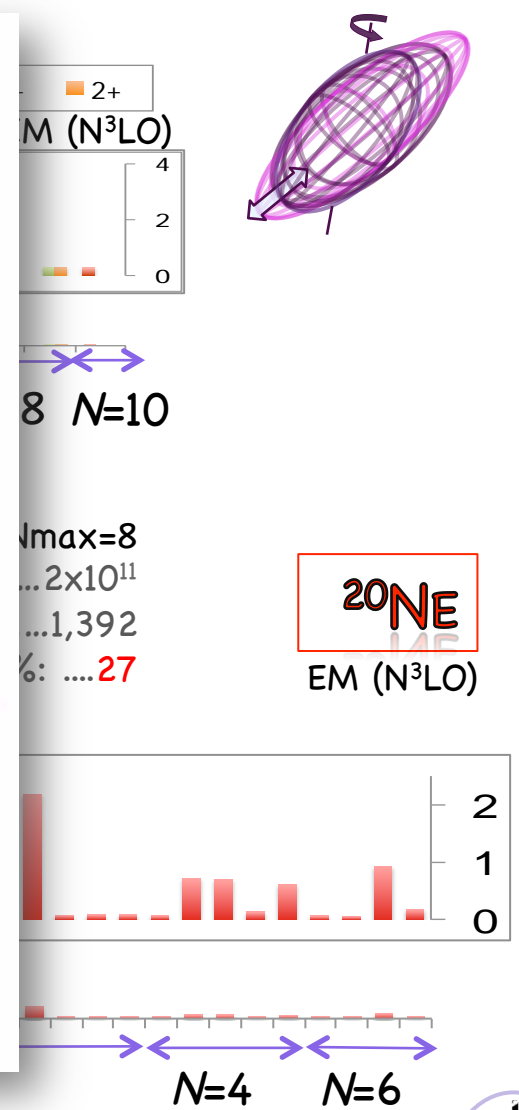 2+
M (N³LO)
4
2
0
8 N=10
Nmax=8
...2x10¹¹
...1,392
%: ....27
²⁰NE
EM (N³LO)
2
1
0
N=4 N=6